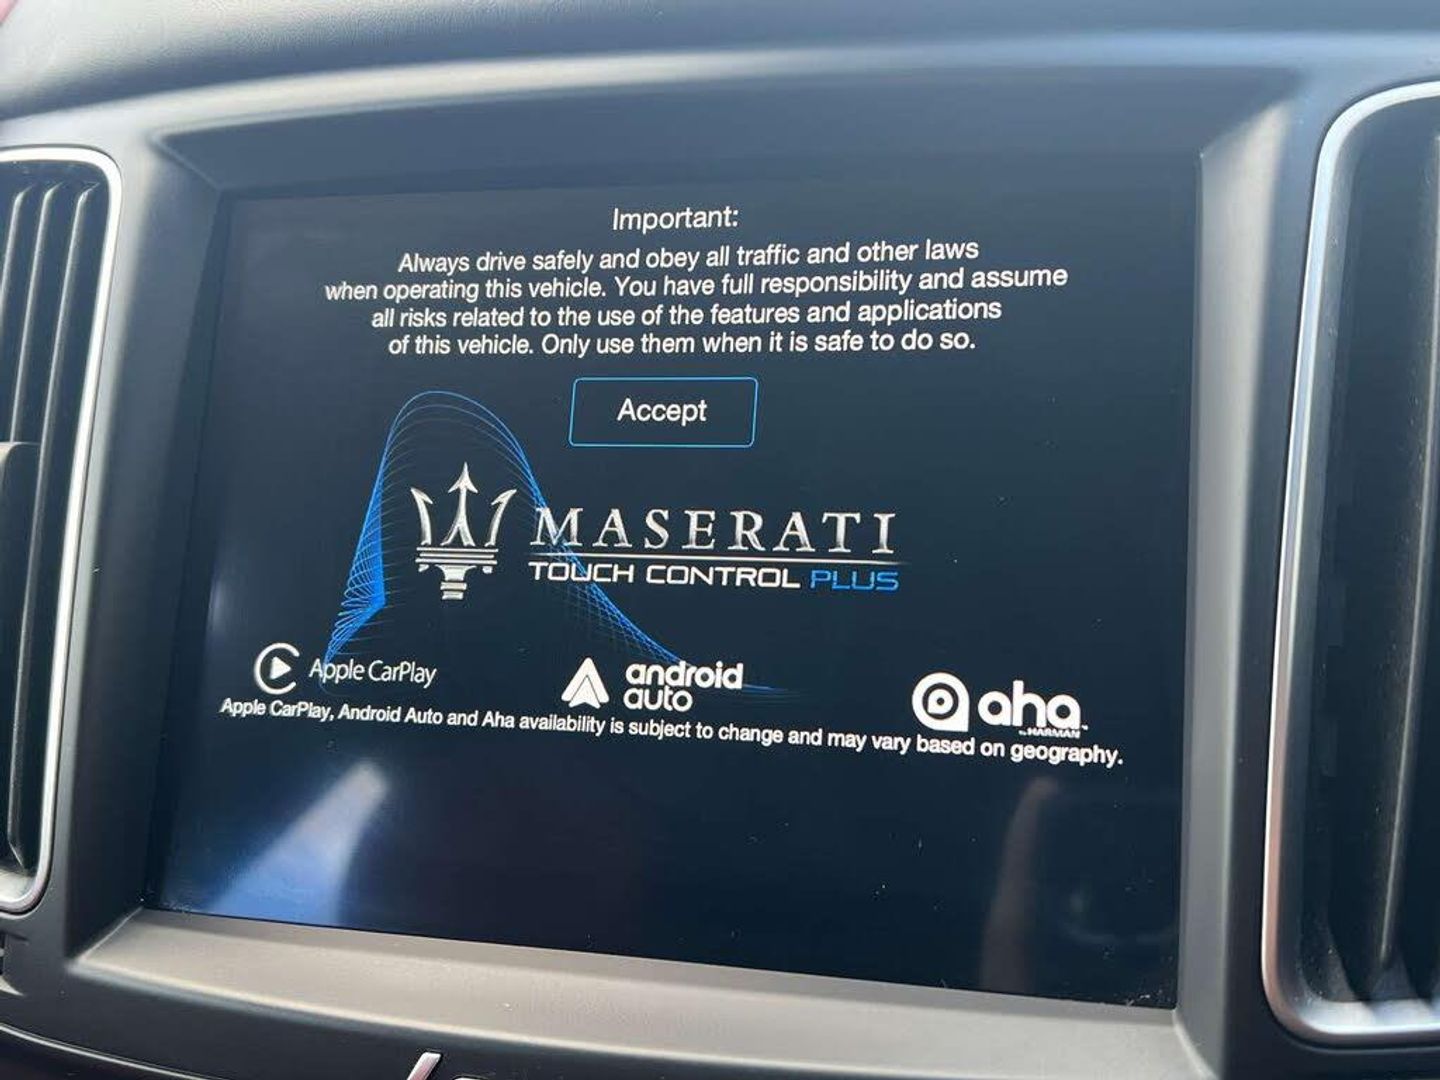 Important:
Always drive safely and obey all traffic and other laws
when operating this vehicle. You have full responsibility and assume
all risks related to the use of the features and applications
of this vehicle. Only use them when it is safe to do so.
Accept
MASERATI
TOUCH CONTROL PLUS
Apple CarPlay
android
auto
aha™
by HARMAN
Apple CarPlay, Android Auto and Aha availability is subject to change and may vary based on geography.